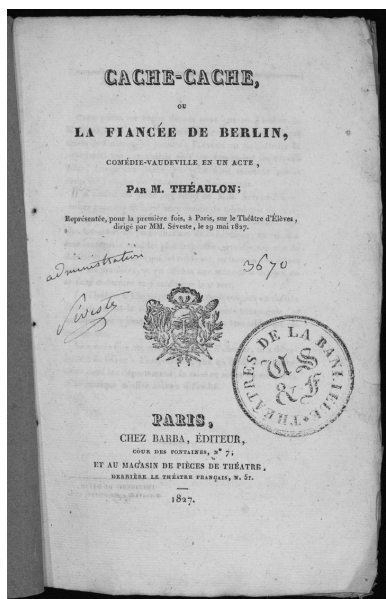 CACHE-CACHE,
OU
LA FIANCÉE DE BERLIN,
COMÉDIE-VAUDEVILLE EN UN ACTE,
PAR M. THÉAULON;
Représentée, pour la première fois, à Paris, sur le Théâtre d'Élèves,
dirigé par MM. Séveste, le 29 mai 1827.
administration
3670
Séveste
THÉATRES DE LA BANLIEUE
US
&F
PARIS,
CHEZ BARBA, ÉDITEUR,
COUR DES FONTAINES, N° 7;
ET AU MAGASIN DE PIÈCES DE THÉATRE,
DERRIÈRE LE THÉATRE FRANÇAIS, N. 51.
1827.